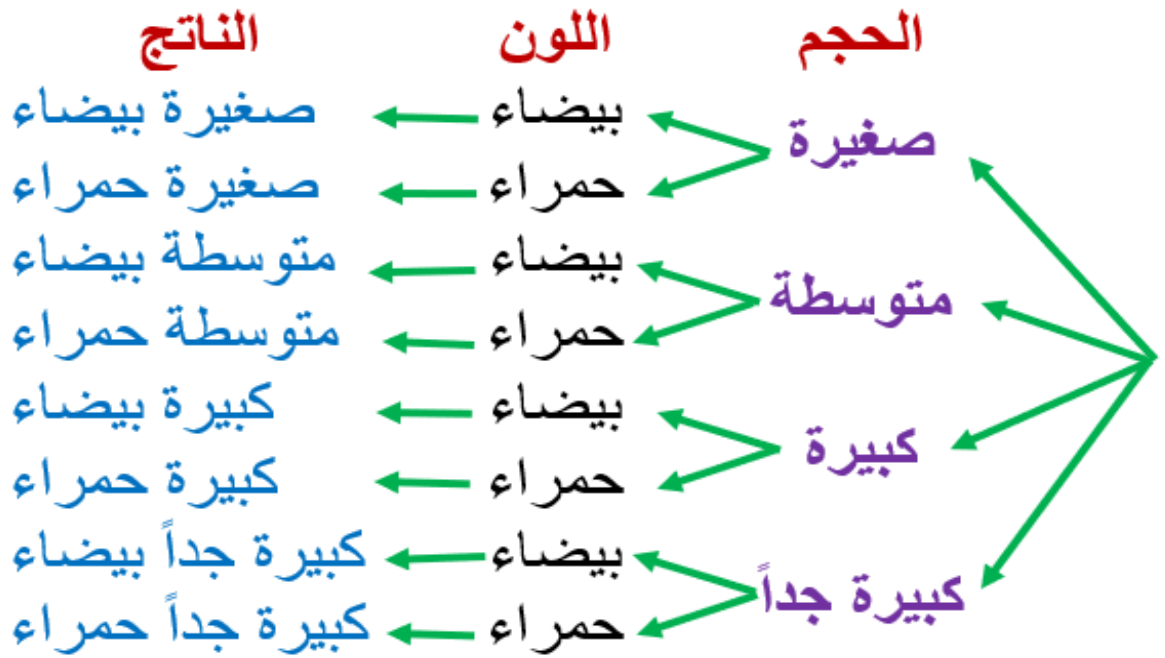 الحجم اللون الناتج
صغيرة بيضاء صغيرة بيضاء
حمراء صغيرة حمراء
متوسطة بيضاء متوسطة بيضاء
حمراء متوسطة حمراء
كبيرة بيضاء كبيرة بيضاء
حمراء كبيرة حمراء
كبيرة جداً بيضاء كبيرة جداً بيضاء
حمراء كبيرة جداً حمراء